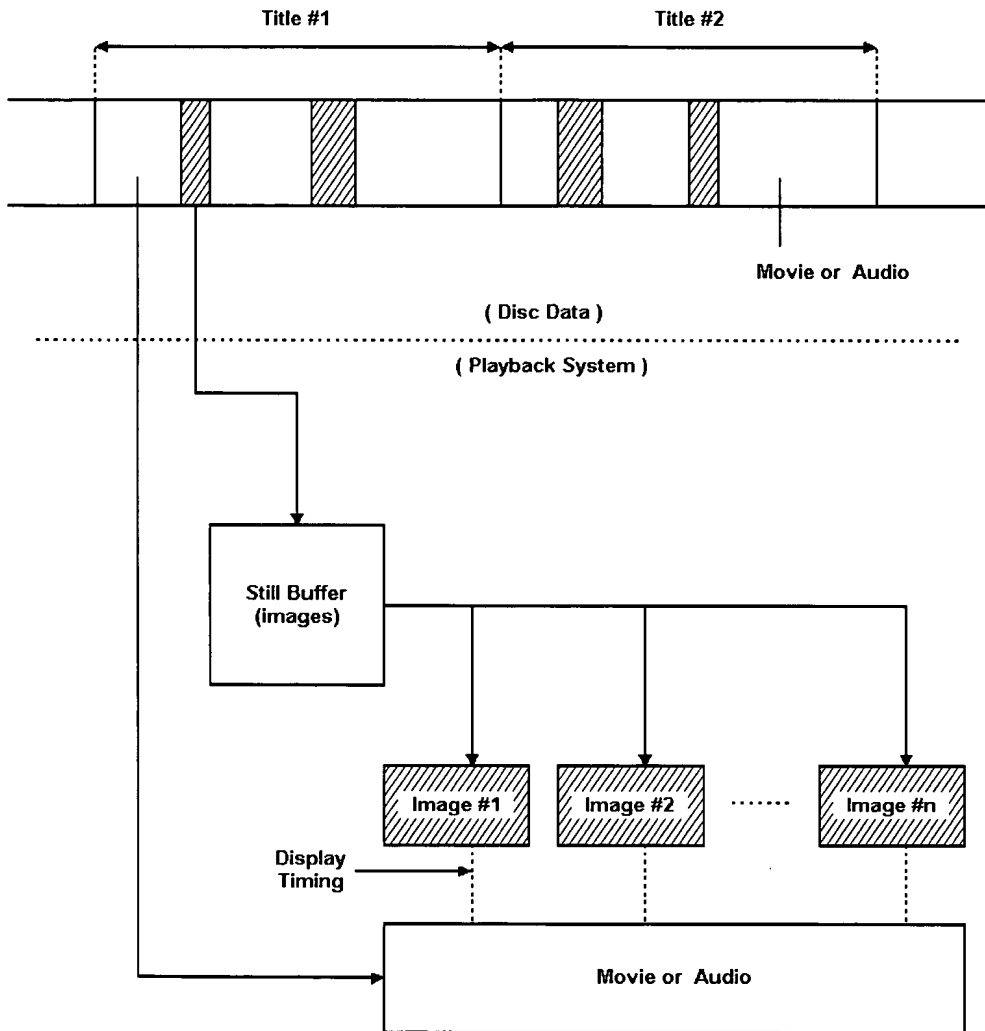 Title #1
Title #2
Movie or Audio
( Disc Data )
( Playback System )
Still Buffer
(images)
Image #1
Image #2
Image #n
Display
Timing
Movie or Audio